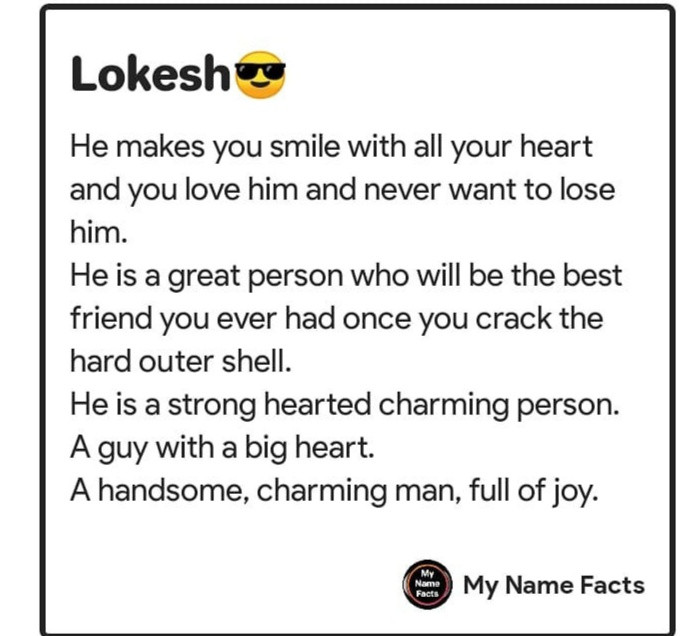 Lokesh😎
He makes you smile with all your heart
and you love him and never want to lose
him.
He is a great person who will be the best
friend you ever had once you crack the
hard outer shell.
He is a strong hearted charming person.
A guy with a big heart.
A handsome, charming man, full of joy.
My
Name
Facts
My Name Facts